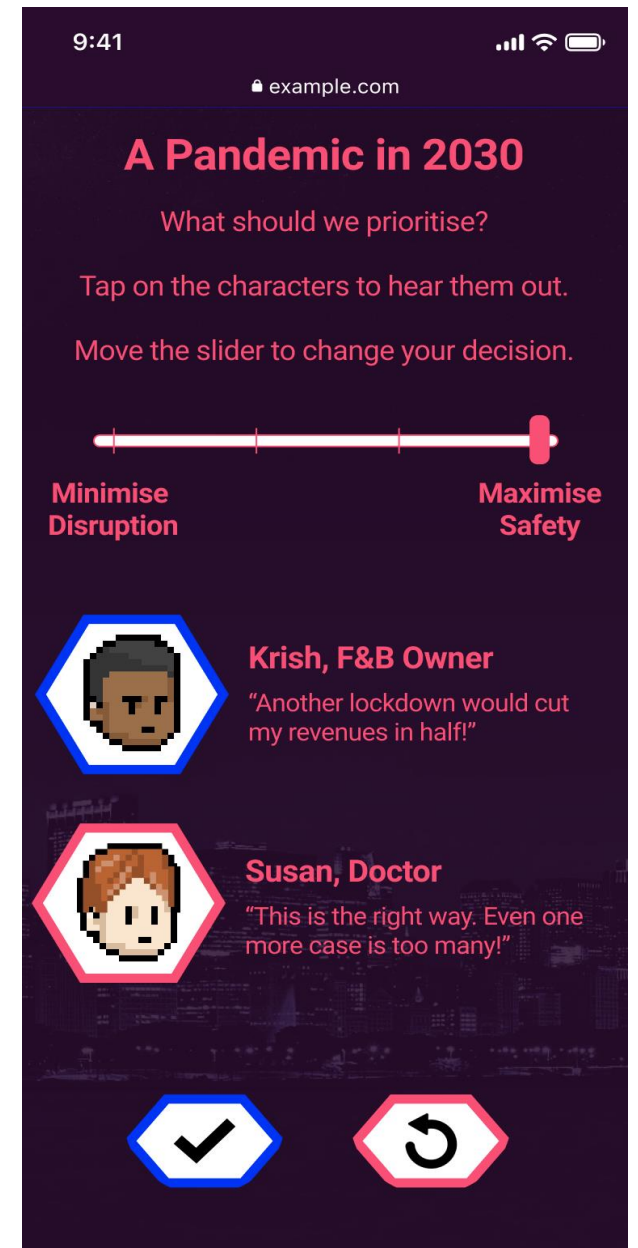 9:41
example.com
A Pandemic in 2030
What should we prioritise?
Tap on the characters to hear them out.
Move the slider to change your decision.
Minimise
Disruption
Maximise
Safety
Krish, F&B Owner
“Another lockdown would cut
my revenues in half!”
Susan, Doctor
“This is the right way. Even one
more case is too many!”